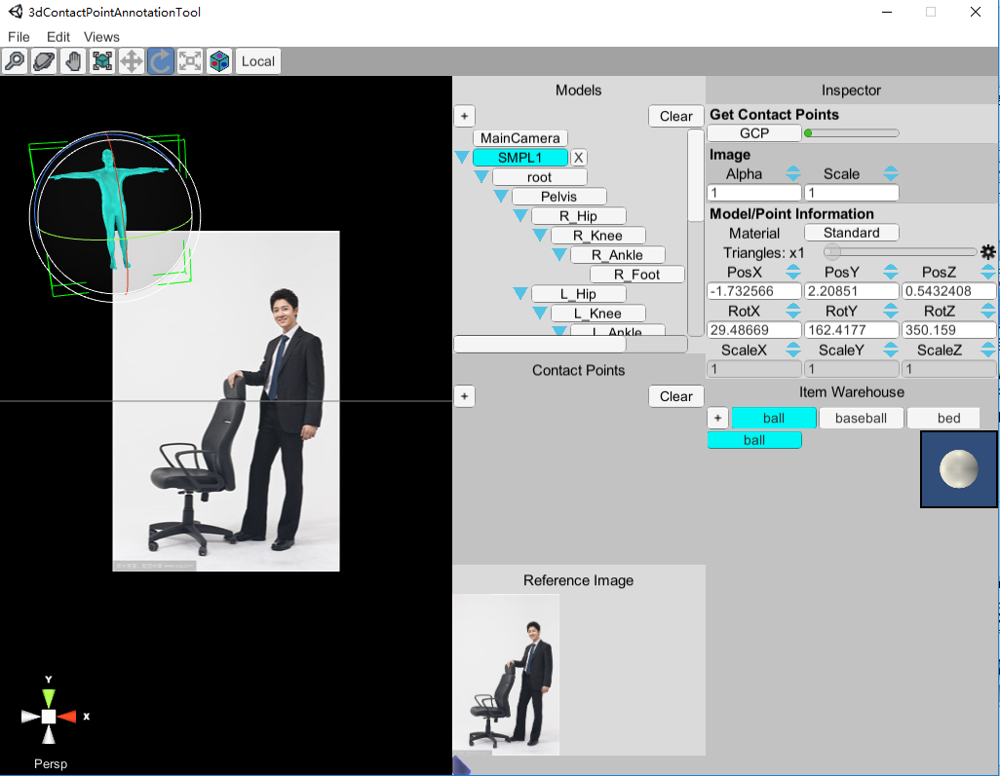 3dContactPointAnnotationTool
File Edit Views
Local
Models
+ Clear
MainCamera
SMPL1 X
root
Pelvis
R_Hip
R_Knee
R_Ankle
R_Foot
L_Hip
L_Knee
L_Ankle
Contact Points
+ Clear
Reference Image
Inspector
Get Contact Points
GCP
Image
Alpha Scale
1 1
Model/Point Information
Material Standard
Triangles: x1
PosX PosY PosZ
-1.732566 2.20851 0.5432408
RotX RotY RotZ
29.48669 162.4177 350.159
ScaleX ScaleY ScaleZ
1 1 1
Item Warehouse
+ ball baseball bed
ball
Y
X
Persp